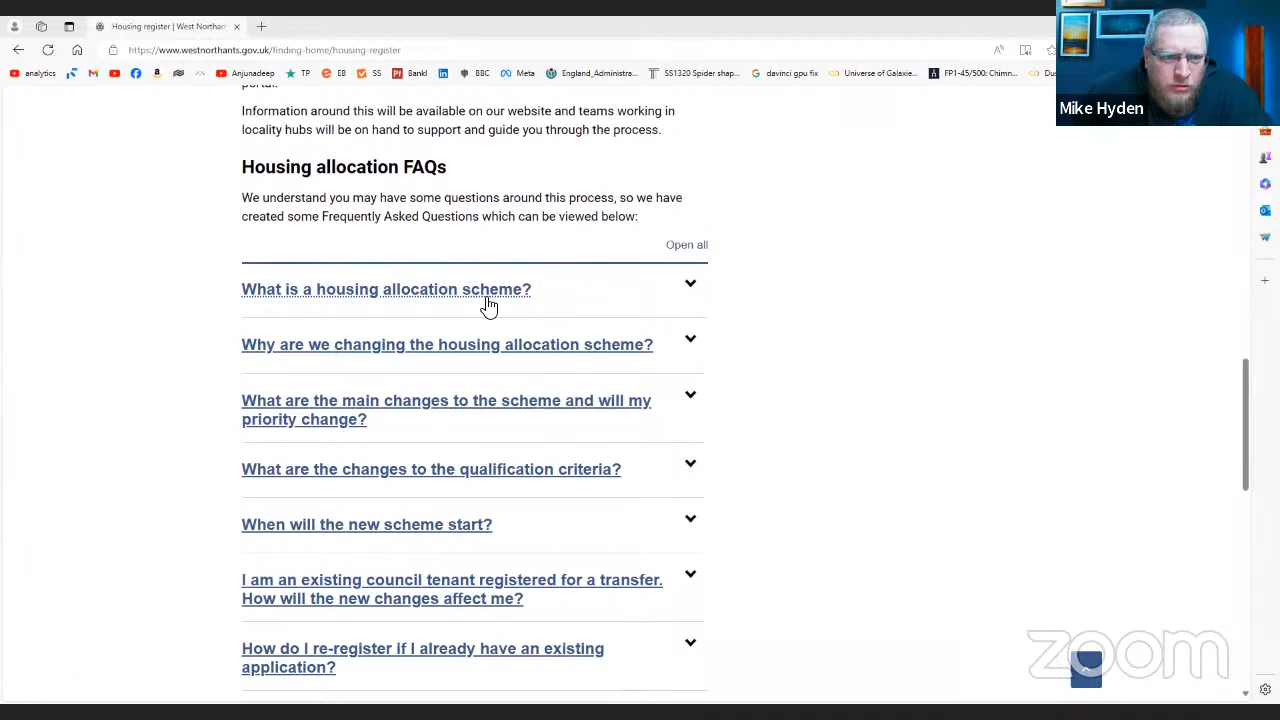 Housing register | West Northan
https://www.westnorthants.gov.uk/finding-home/housing-register
analytics
Anjunadeep
TP
EB
SS
Banki
BBC
Meta
England_Administra...
SS1320 Spider shap...
davinci gpu fix
Universe of Galaxie...
FP1-45/500: Chimn...
Mike Hyden
portal.
Information around this will be available on our website and teams working in
locality hubs will be on hand to support and guide you through the process.
Housing allocation FAQs
We understand you may have some questions around this process, so we have
created some Frequently Asked Questions which can be viewed below:
Open all
What is a housing allocation scheme?
Why are we changing the housing allocation scheme?
What are the main changes to the scheme and will my
priority change?
What are the changes to the qualification criteria?
When will the new scheme start?
I am an existing council tenant registered for a transfer.
How will the new changes affect me?
How do I re-register if I already have an existing
application?
zoom